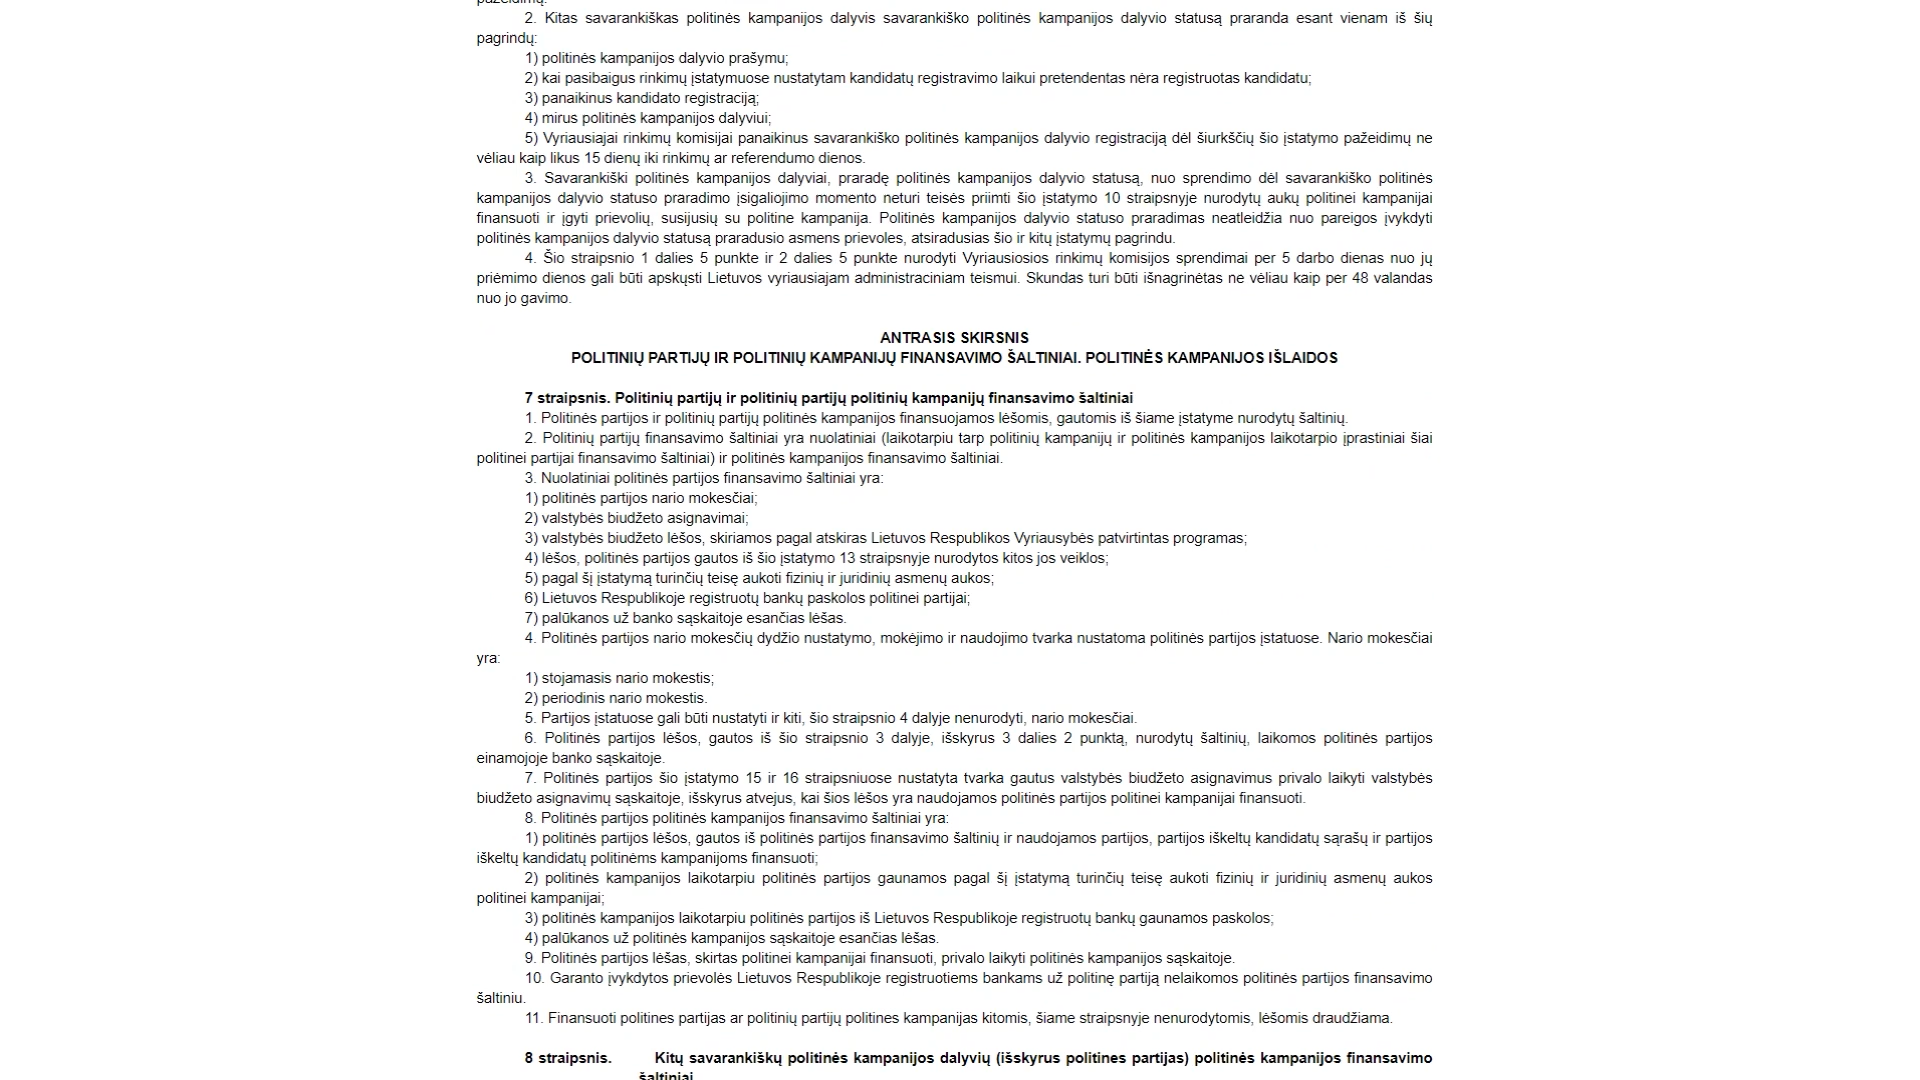 pažeidimų.
2. Kitas savarankiškas politinės kampanijos dalyvis savarankiško politinės kampanijos dalyvio statusą praranda esant vienam iš šių
pagrindų:
1) politinės kampanijos dalyvio prašymu;
2) kai pasibaigus rinkimų įstatymuose nustatytam kandidatų registravimo laikui pretendentas nėra registruotas kandidatu;
3) panaikinus kandidato registraciją;
4) mirus politinės kampanijos dalyviui;
5) Vyriausiajai rinkimų komisijai panaikinus savarankiško politinės kampanijos dalyvio registraciją dėl šiurkščių šio įstatymo pažeidimų ne
vėliau kaip likus 15 dienų iki rinkimų ar referendumo dienos.
3. Savarankiški politinės kampanijos dalyviai, praradę politinės kampanijos dalyvio statusą, nuo sprendimo dėl savarankiško politinės
kampanijos dalyvio statuso praradimo įsigaliojimo momento neturi teisės priimti šio įstatymo 10 straipsnyje nurodytų aukų politinei kampanijai
finansuoti ir įgyti prievolių, susijusių su politine kampanija. Politinės kampanijos dalyvio statuso praradimas neatleidžia nuo pareigos įvykdyti
politinės kampanijos dalyvio statusą praradusio asmens prievoles, atsiradusias šio ir kitų įstatymų pagrindu.
4. Šio straipsnio 1 dalies 5 punkte ir 2 dalies 5 punkte nurodyti Vyriausiosios rinkimų komisijos sprendimai per 5 darbo dienas nuo jų
priėmimo dienos gali būti apskųsti Lietuvos vyriausiajam administraciniam teismui. Skundas turi būti išnagrinėtas ne vėliau kaip per 48 valandas
nuo jo gavimo.
ANTRASIS SKIRSNIS
POLITINIŲ PARTIJŲ IR POLITINIŲ KAMPANIJŲ FINANSAVIMO ŠALTINIAI. POLITINĖS KAMPANIJOS IŠLAIDOS
7 straipsnis. Politinių partijų ir politinių partijų politinių kampanijų finansavimo šaltiniai
1. Politinės partijos ir politinių partijų politinės kampanijos finansuojamos lėšomis, gautomis iš šiame įstatyme nurodytų šaltinių.
2. Politinių partijų finansavimo šaltiniai yra nuolatiniai (laikotarpiu tarp politinių kampanijų ir politinės kampanijos laikotarpio įprastiniai šiai
politinei partijai finansavimo šaltiniai) ir politinės kampanijos finansavimo šaltiniai.
3. Nuolatiniai politinės partijos finansavimo šaltiniai yra:
1) politinės partijos nario mokesčiai;
2) valstybės biudžeto asignavimai;
3) valstybės biudžeto lėšos, skiriamos pagal atskiras Lietuvos Respublikos Vyriausybės patvirtintas programas;
4) lėšos, politinės partijos gautos iš šio įstatymo 13 straipsnyje nurodytos kitos jos veiklos;
5) pagal šį įstatymą turinčių teisę aukoti fizinių ir juridinių asmenų aukos;
6) Lietuvos Respublikoje registruotų bankų paskolos politinei partijai;
7) palūkanos už banko sąskaitoje esančias lėšas.
4. Politinės partijos nario mokesčių dydžio nustatymo, mokėjimo ir naudojimo tvarka nustatoma politinės partijos įstatuose. Nario mokesčiai
yra:
1) stojamasis nario mokestis;
2) periodinis nario mokestis.
5. Partijos įstatuose gali būti nustatyti ir kiti, šio straipsnio 4 dalyje nenurodyti, nario mokesčiai.
6. Politinės partijos lėšos, gautos iš šio straipsnio 3 dalyje, išskyrus 3 dalies 2 punktą, nurodytų šaltinių, laikomos politinės partijos
einamojoje banko sąskaitoje.
7. Politinės partijos šio įstatymo 15 ir 16 straipsniuose nustatyta tvarka gautus valstybės biudžeto asignavimus privalo laikyti valstybės
biudžeto asignavimų sąskaitoje, išskyrus atvejus, kai šios lėšos yra naudojamos politinės partijos politinei kampanijai finansuoti.
8. Politinės partijos politinės kampanijos finansavimo šaltiniai yra:
1) politinės partijos lėšos, gautos iš politinės partijos finansavimo šaltinių ir naudojamos partijos, partijos iškeltų kandidatų sąrašų ir partijos
iškeltų kandidatų politinėms kampanijoms finansuoti;
2) politinės kampanijos laikotarpiu politinės partijos gaunamos pagal šį įstatymą turinčių teisę aukoti fizinių ir juridinių asmenų aukos
politinei kampanijai;
3) politinės kampanijos laikotarpiu politinės partijos iš Lietuvos Respublikoje registruotų bankų gaunamos paskolos;
4) palūkanos už politinės kampanijos sąskaitoje esančias lėšas.
9. Politinės partijos lėšas, skirtas politinei kampanijai finansuoti, privalo laikyti politinės kampanijos sąskaitoje.
10. Garanto įvykdytos prievolės Lietuvos Respublikoje registruotiems bankams už politinę partiją nelaikomos politinės partijos finansavimo
šaltiniu.
11. Finansuoti politines partijas ar politinių partijų politines kampanijas kitomis, šiame straipsnyje nenurodytomis, lėšomis draudžiama.
8 straipsnis. Kitų savarankiškų politinės kampanijos dalyvių (išskyrus politines partijas) politinės kampanijos finansavimo
šaltiniai